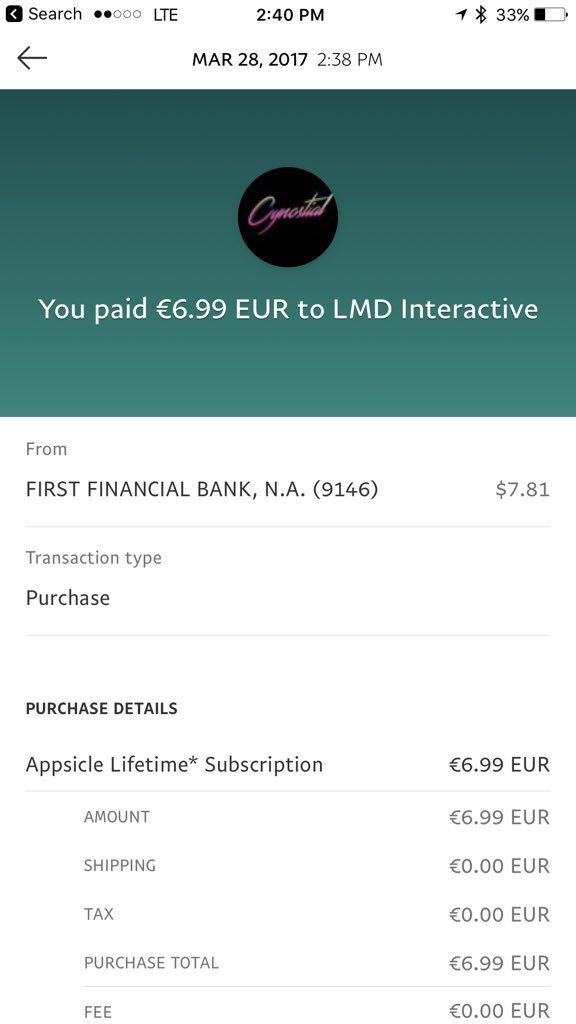 Search LTE 2:40 PM 33%
MAR 28, 2017 2:38 PM
Cynostial
You paid €6.99 EUR to LMD Interactive
From
FIRST FINANCIAL BANK, N.A. (9146) $7.81
Transaction type
Purchase
PURCHASE DETAILS
Appsicle Lifetime* Subscription €6.99 EUR
AMOUNT €6.99 EUR
SHIPPING €0.00 EUR
TAX €0.00 EUR
PURCHASE TOTAL €6.99 EUR
FEE €0.00 EUR